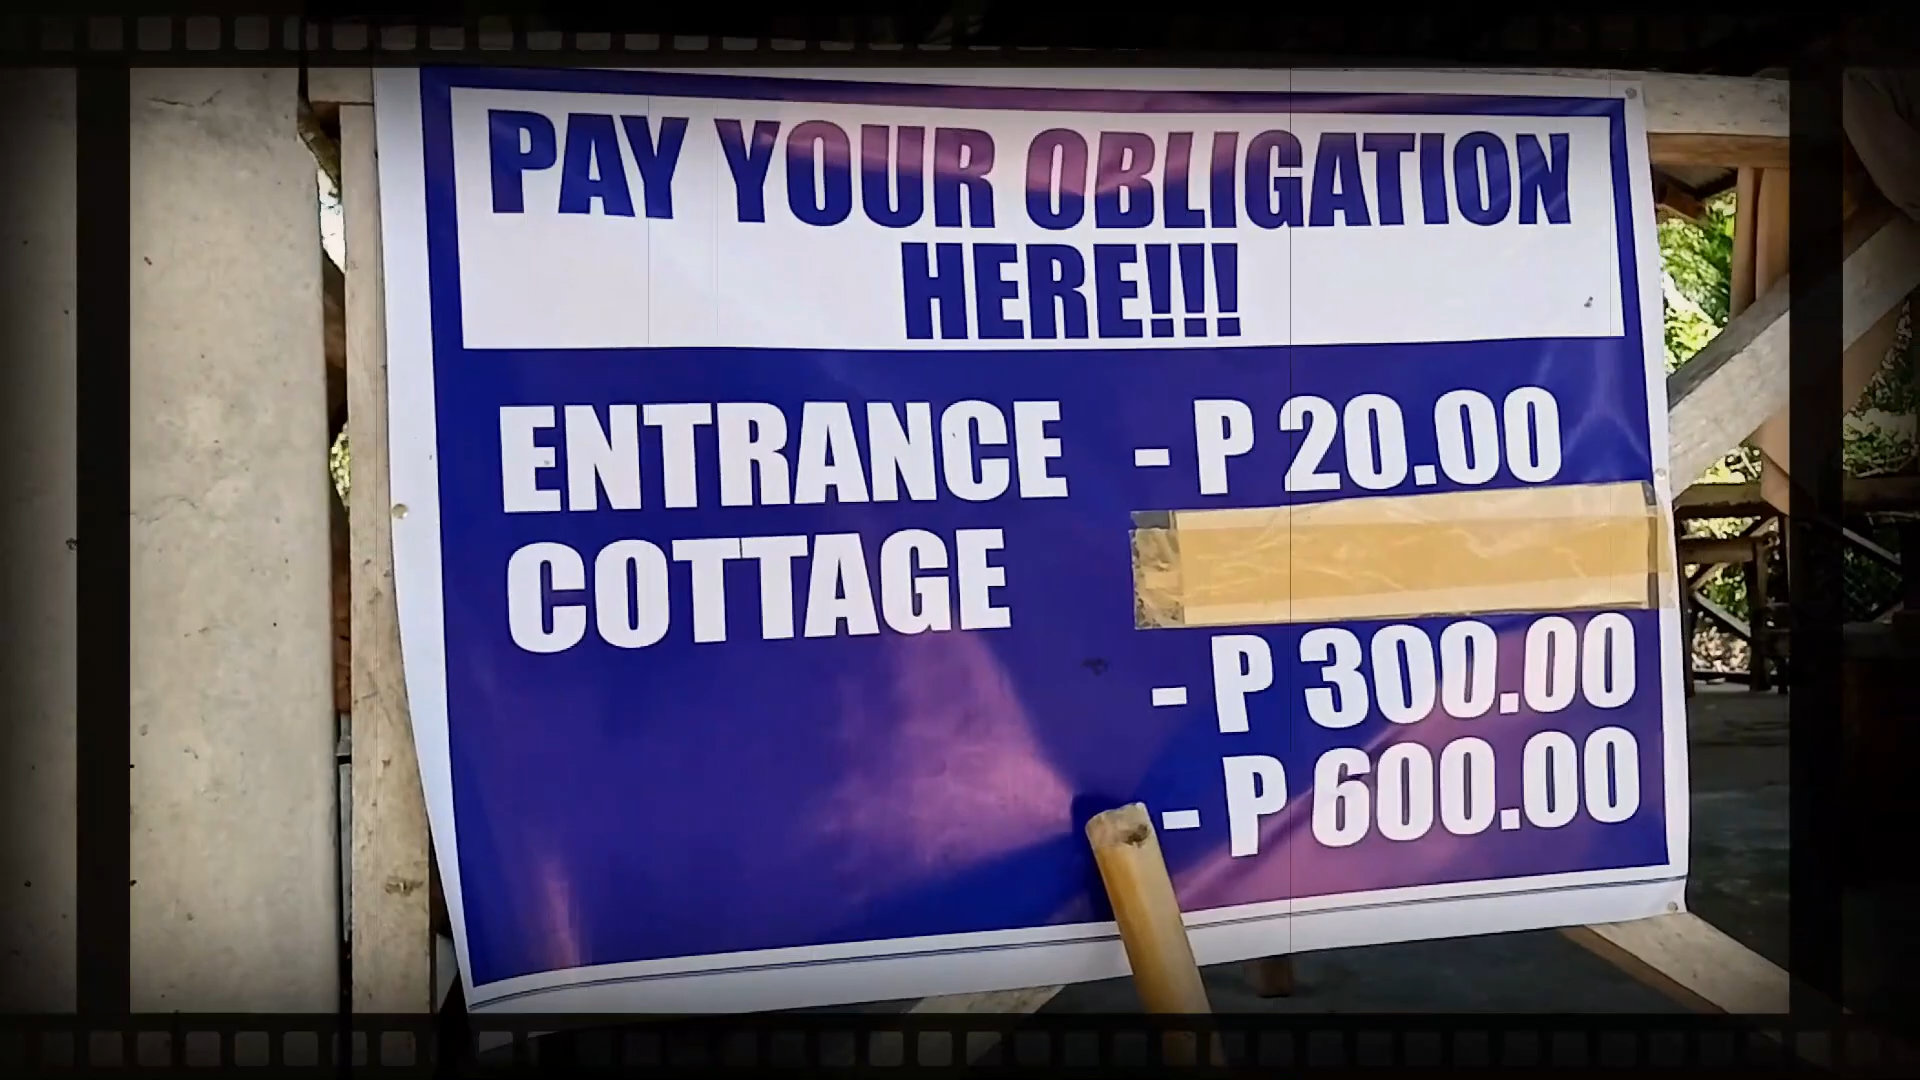 PAY YOUR OBLIGATION
HERE!!!
ENTRANCE - P 20.00
COTTAGE
- P 300.00
- P 600.00